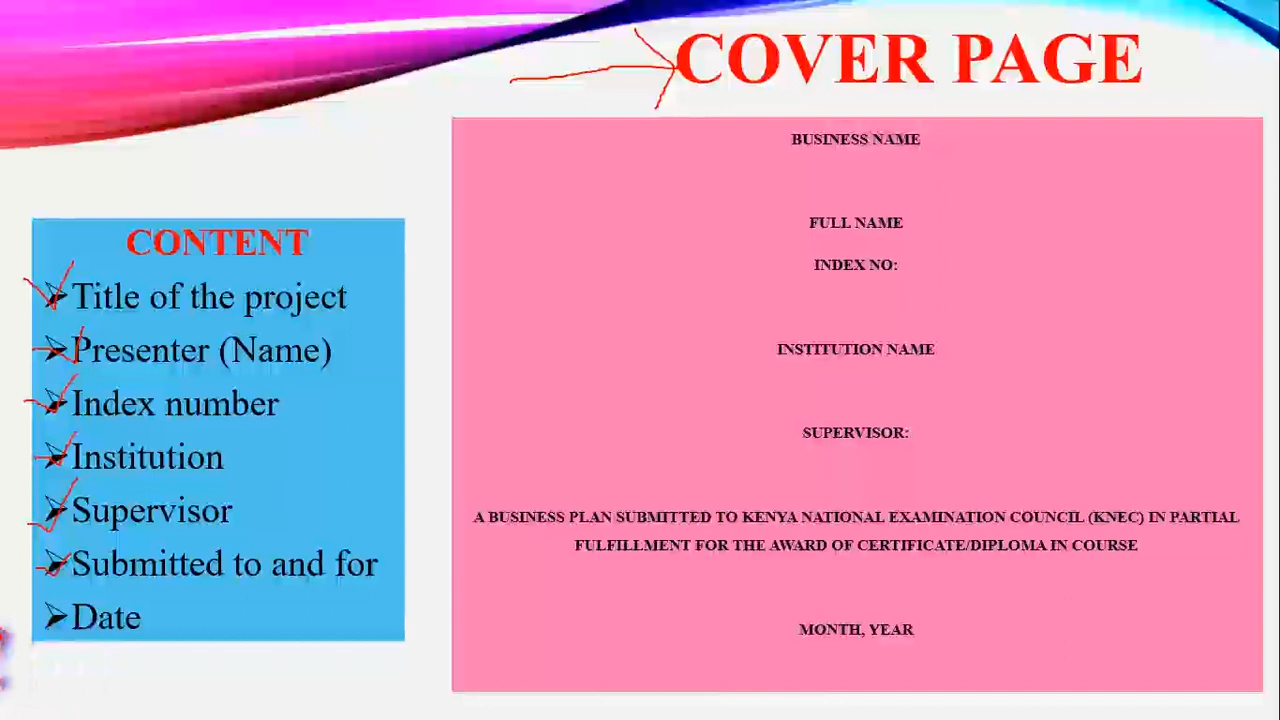 COVER PAGE
CONTENT
Title of the project
Presenter (Name)
Index number
Institution
Supervisor
Submitted to and for
Date
BUSINESS NAME
FULL NAME
INDEX NO:
INSTITUTION NAME
SUPERVISOR:
A BUSINESS PLAN SUBMITTED TO KENYA NATIONAL EXAMINATION COUNCIL (KNEC) IN PARTIAL
FULFILLMENT FOR THE AWARD OF CERTIFICATE/DIPLOMA IN COURSE
MONTH, YEAR